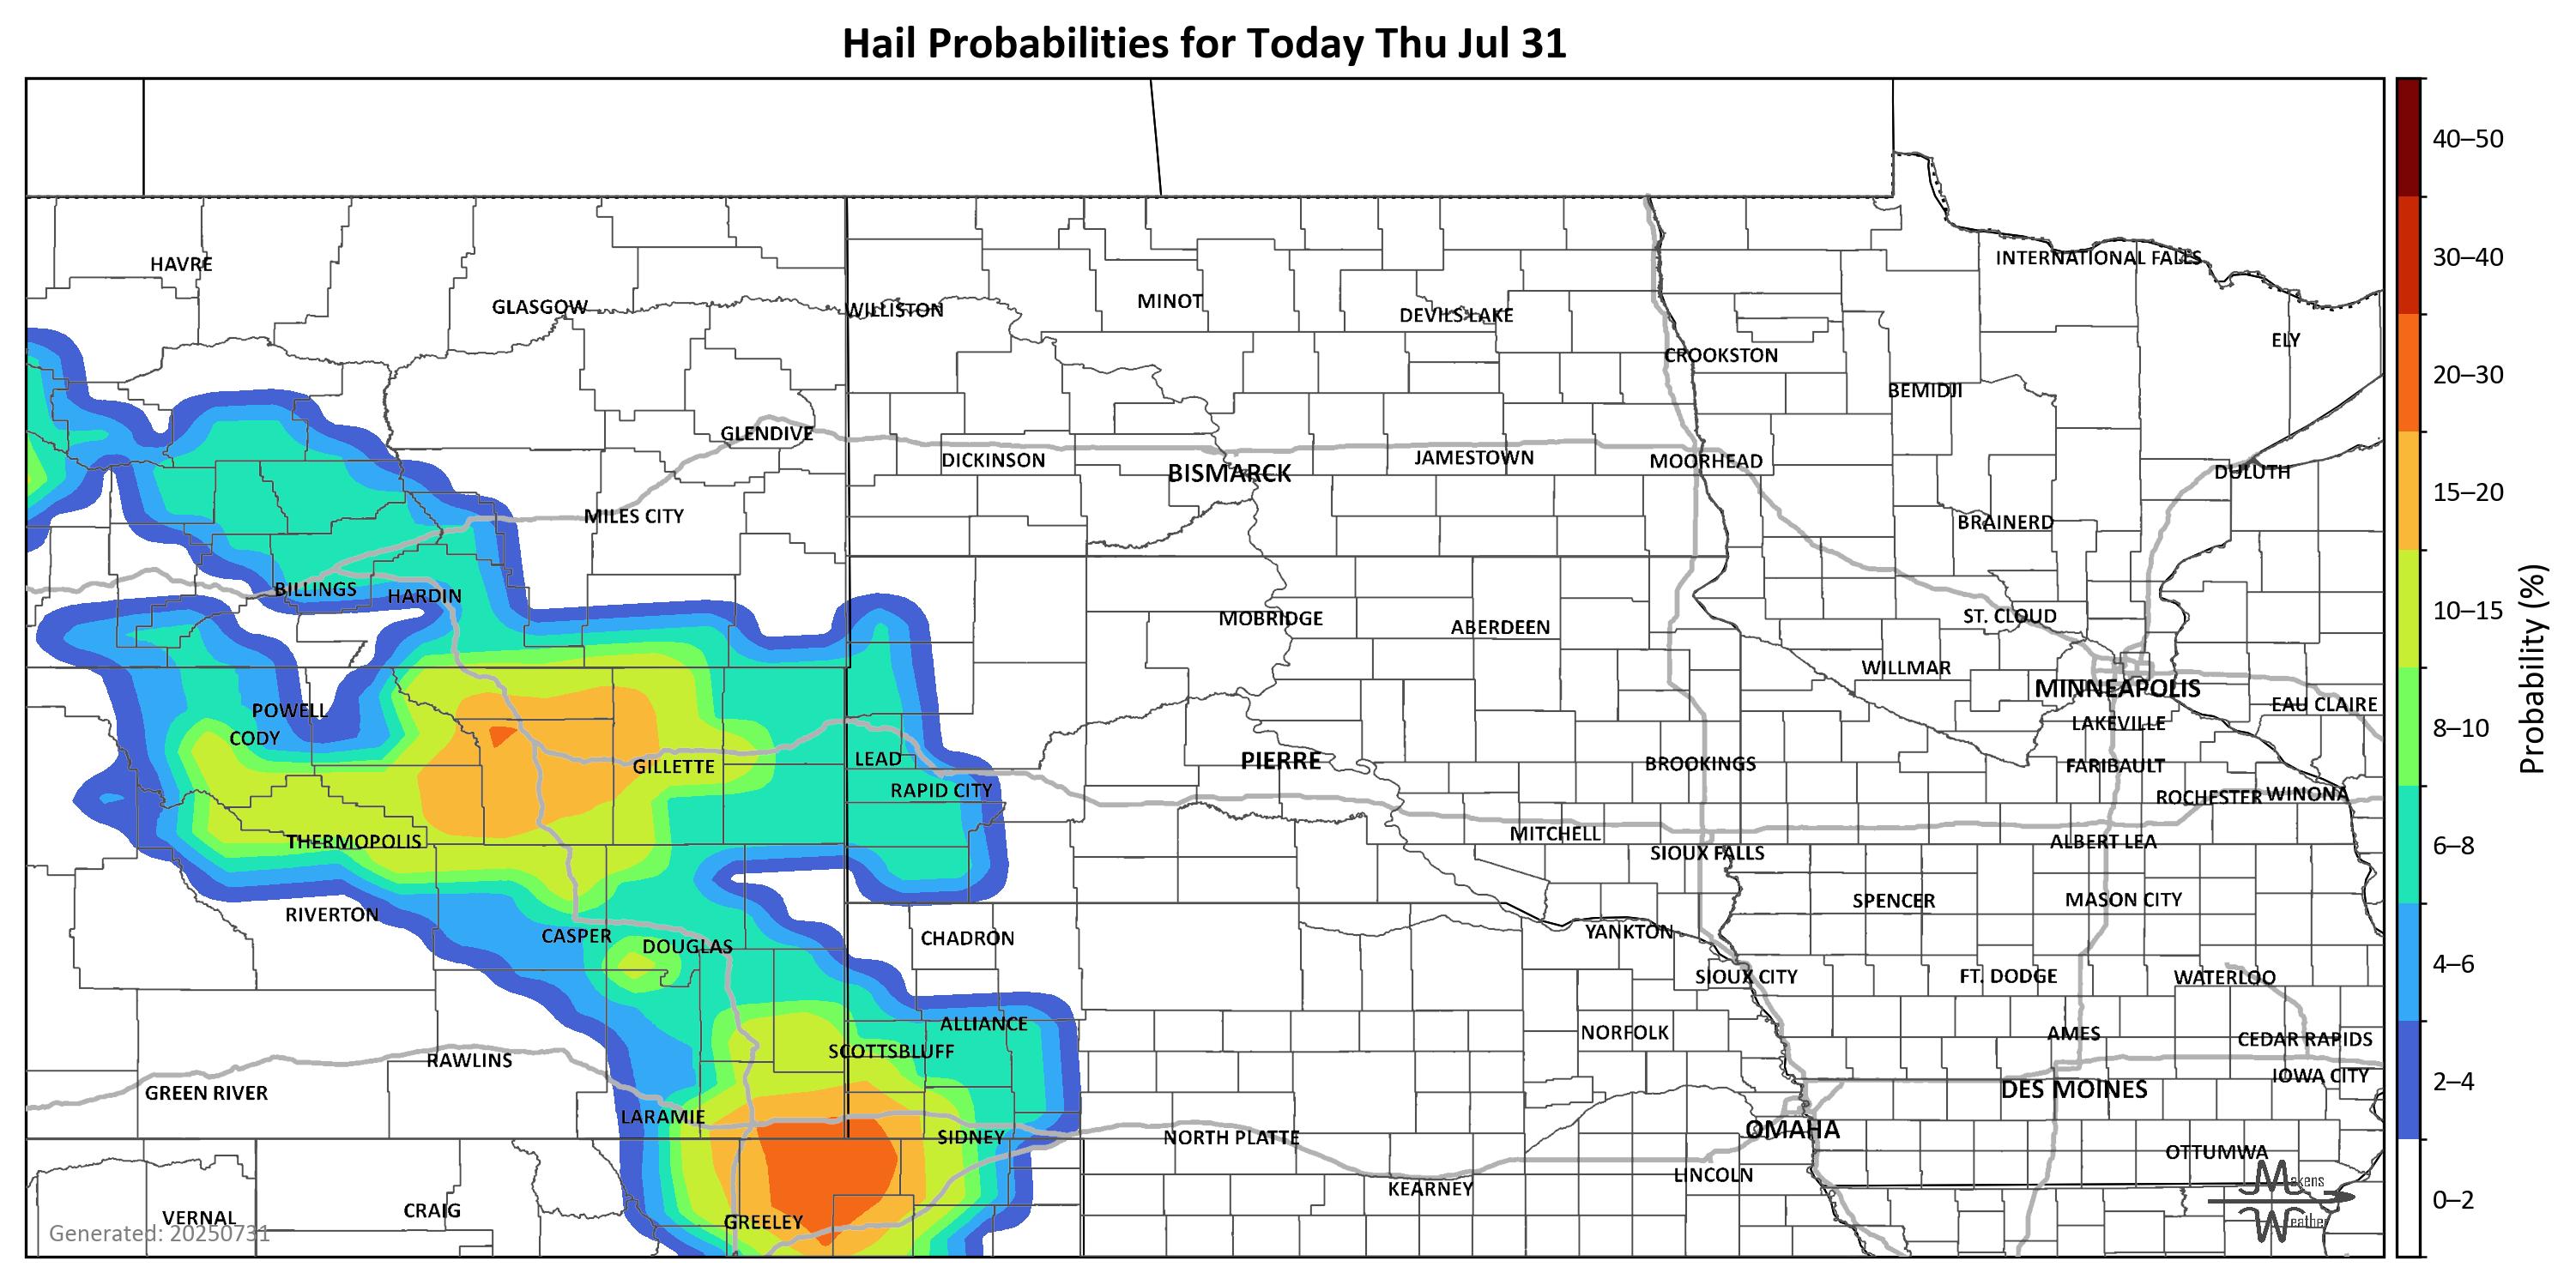 Hail Probabilities for Today Thu Jul 31
40–50
30–40
20–30
15–20
10–15
8–10
6–8
4–6
2–4
0–2
Probability (%)
HAVRE
INTERNATIONAL FALLS
GLASGOW
WILLISTON
MINOT
DEVILS LAKE
ELY
CROOKSTON
BEMIDJI
GLENDIVE
DICKINSON
BISMARCK
JAMESTOWN
MOORHEAD
DULUTH
MILES CITY
BRAINERD
BILLINGS
HARDIN
MOBRIDGE
ABERDEEN
ST. CLOUD
WILLMAR
MINNEAPOLIS
EAU CLAIRE
POWELL
LAKEVILLE
CODY
GILLETTE
LEAD
PIERRE
BROOKINGS
FARIBAULT
RAPID CITY
ROCHESTER
WINONA
THERMOPOLIS
MITCHELL
ALBERT LEA
SIOUX FALLS
RIVERTON
SPENCER
MASON CITY
CASPER
DOUGLAS
CHADRON
YANKTON
SIOUX CITY
FT. DODGE
WATERLOO
ALLIANCE
NORFOLK
AMES
CEDAR RAPIDS
SCOTTSBLUFF
RAWLINS
GREEN RIVER
DES MOINES
IOWA CITY
LARAMIE
SIDNEY
NORTH PLATTE
OMAHA
OTTUMWA
LINCOLN
KEARNEY
VERNAL
CRAIG
GREELEY
Generated: 20250731
Makens
Weather